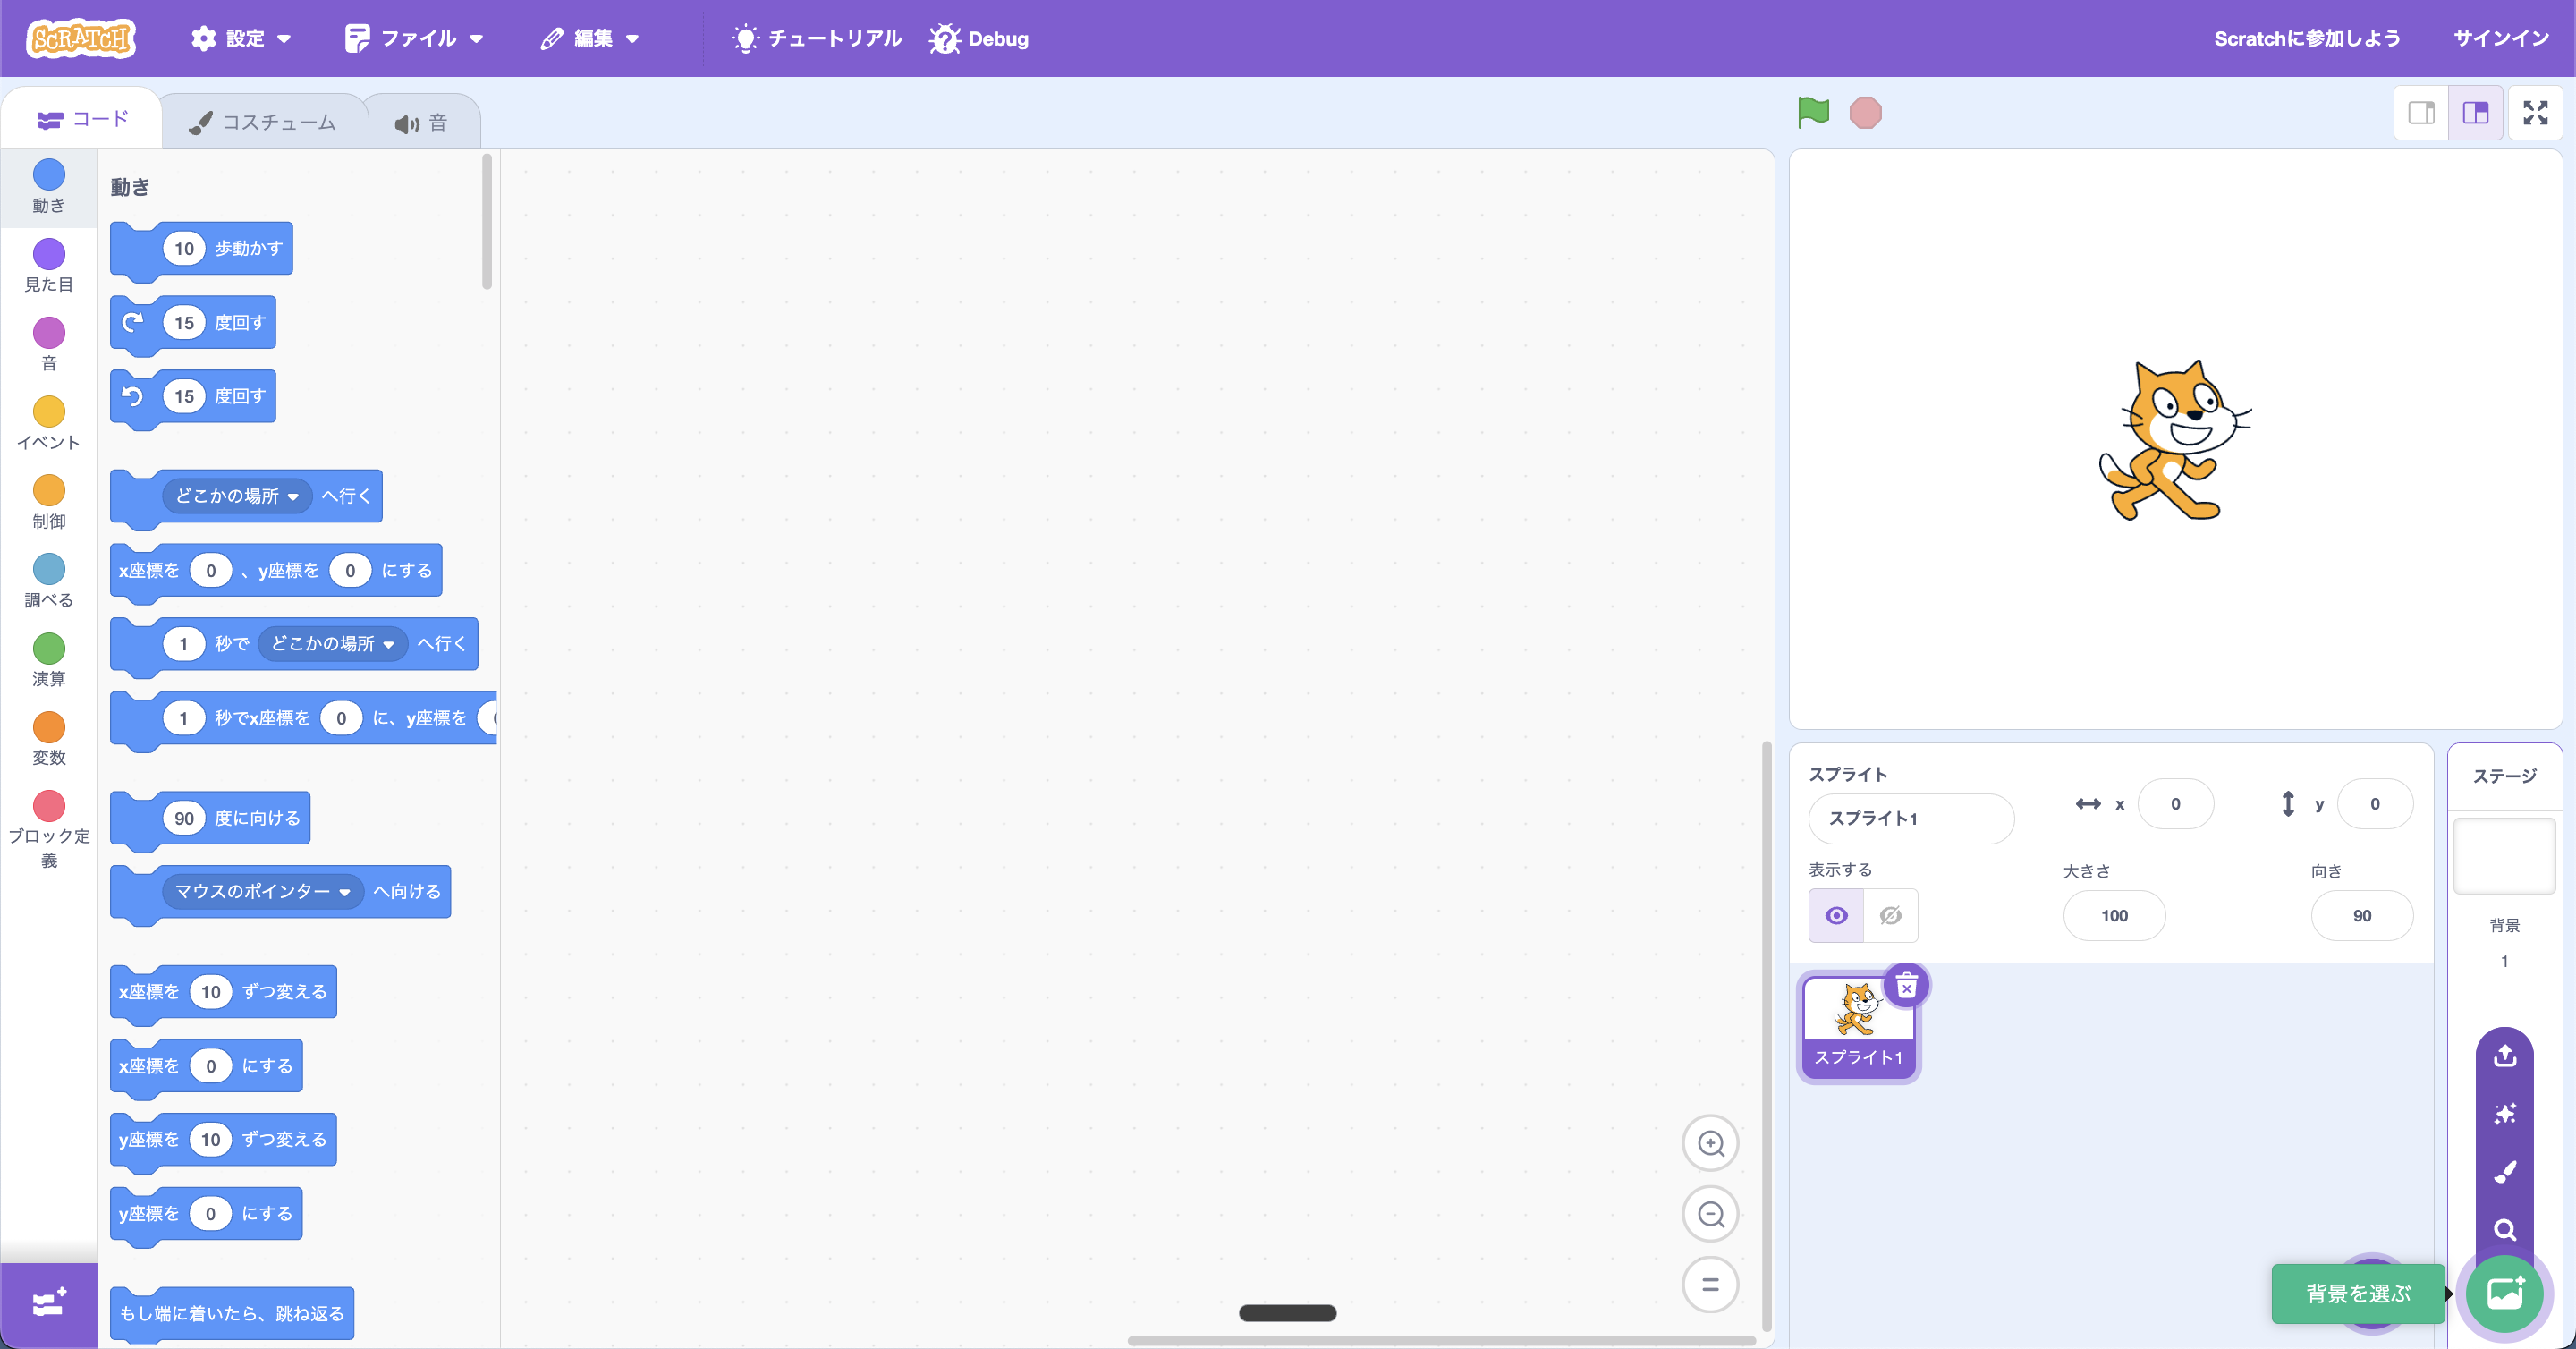 SCRATCH
設定
ファイル
編集
チュートリアル
Debug
Scratchに参加しよう
サインイン
コード
コスチューム
音
動き
見た目
音
イベント
制御
調べる
演算
変数
ブロック定
義
動き
10 歩動かす
15 度回す
15 度回す
どこかの場所 へ行く
x座標を 0 、y座標を 0 にする
1 秒で どこかの場所 へ行く
1 秒でx座標を 0 に、y座標を
90 度に向ける
マウスのポインター へ向ける
x座標を 10 ずつ変える
x座標を 0 にする
y座標を 10 ずつ変える
y座標を 0 にする
もし端に着いたら、跳ね返る
スプライト
スプライト1
x 0
y 0
表示する
大きさ
100
向き
90
スプライト1
ステージ
背景
1
背景を選ぶ